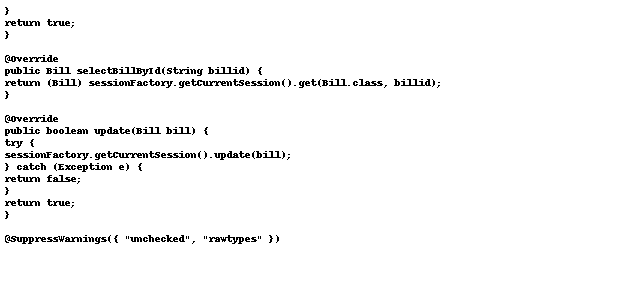 }
return true;
}

@Override
public Bill selectBillById(String billid) {
return (Bill) sessionFactory.getCurrentSession().get(Bill.class, billid);
}

@Override
public boolean update(Bill bill) {
try {
sessionFactory.getCurrentSession().update(bill);
} catch (Exception e) {
return false;
}
return true;
}

@SuppressWarnings({ "unchecked", "rawtypes" })